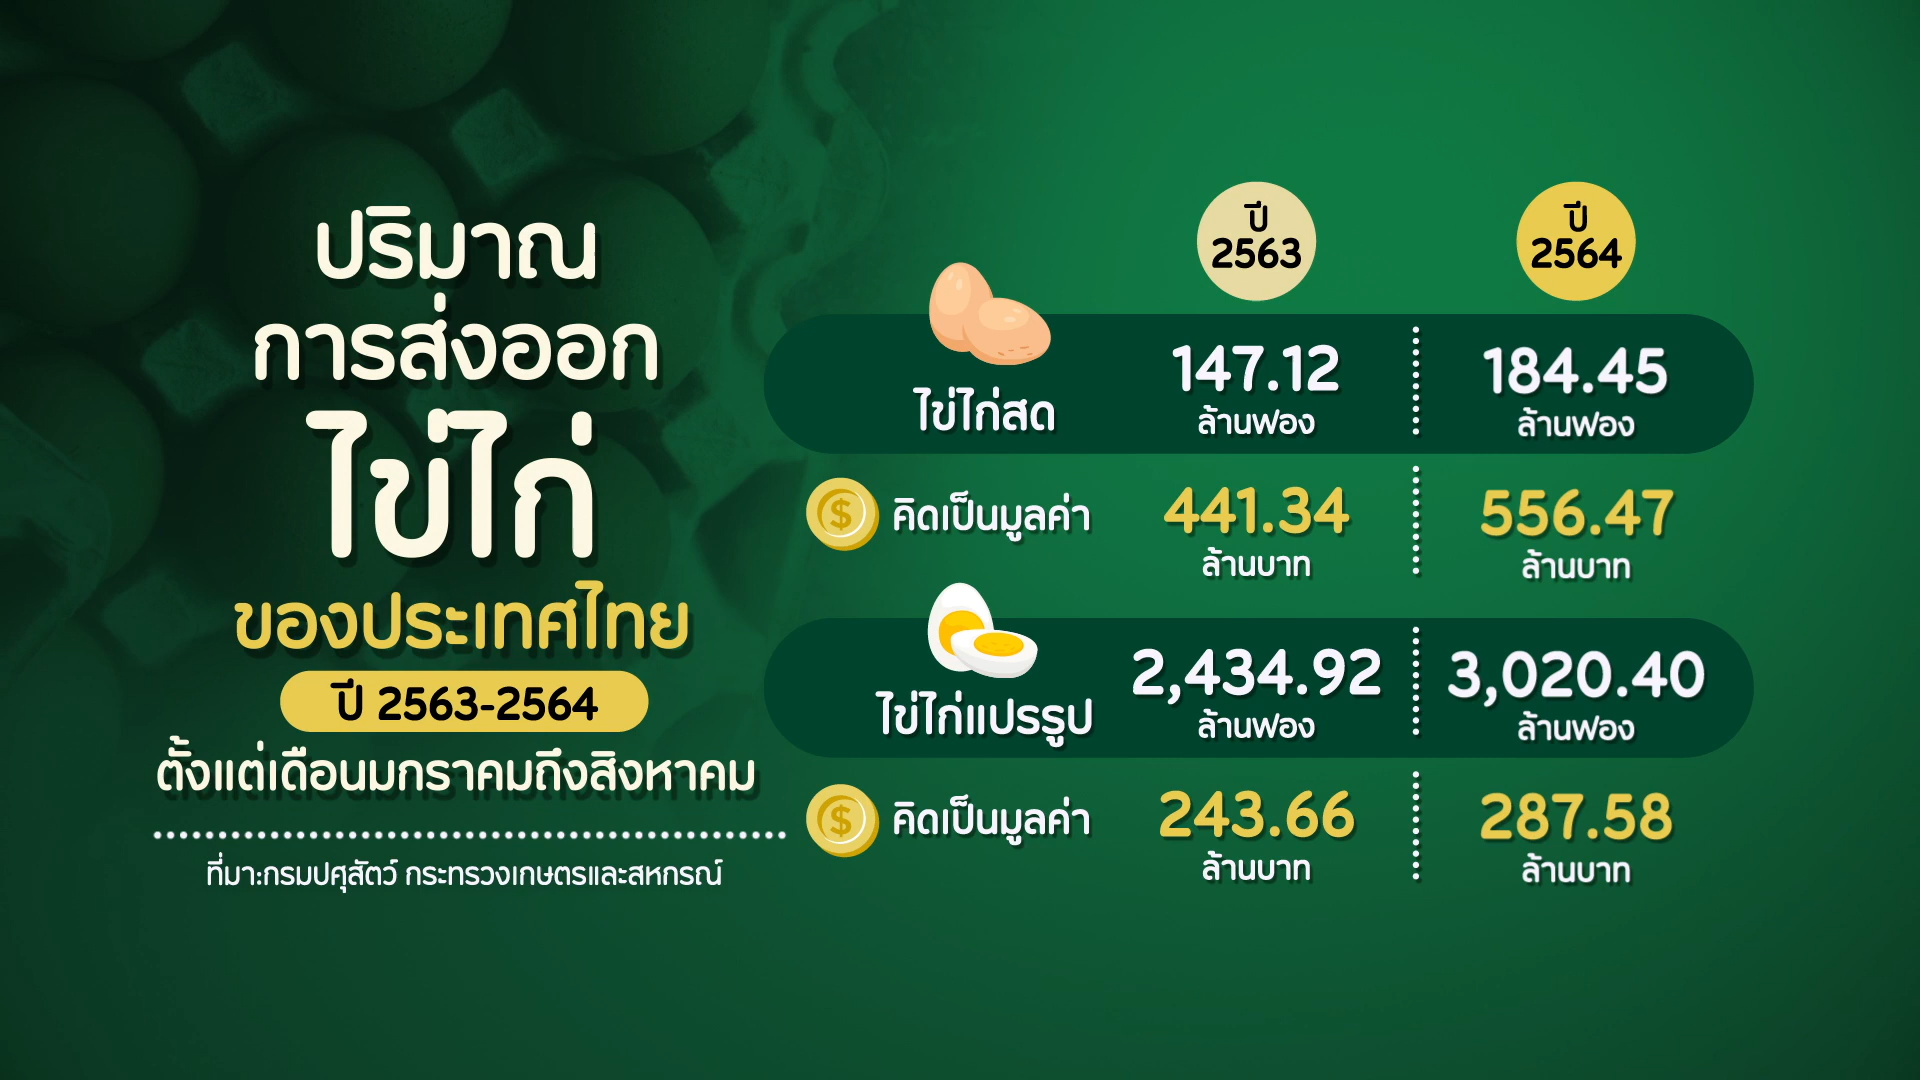 ปริมาณ
การส่งออก
ไข่ไก่
ของประเทศไทย
ปี 2563-2564
ตั้งแต่เดือนมกราคมถึงสิงหาคม
ที่มา:กรมปศุสัตว์ กระทรวงเกษตรและสหกรณ์
ปี 2563
ปี 2564
ไข่ไก่สด
147.12
ล้านฟอง
184.45
ล้านฟอง
$ คิดเป็นมูลค่า
441.34
ล้านบาท
556.47
ล้านบาท
ไข่ไก่แปรรูป
2,434.92
ล้านฟอง
3,020.40
ล้านฟอง
$ คิดเป็นมูลค่า
243.66
ล้านบาท
287.58
ล้านบาท